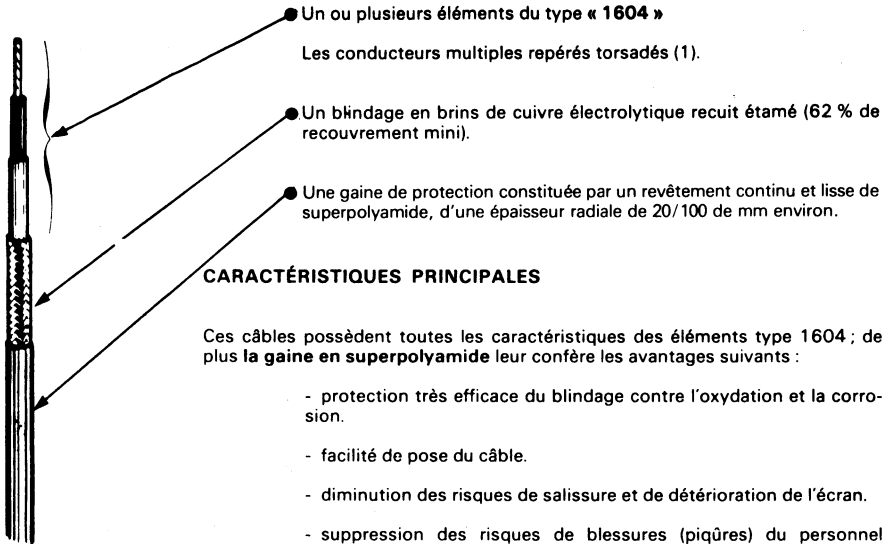 Un ou plusieurs éléments du type « 1604 »
Les conducteurs multiples repérés torsadés (1).
Un blindage en brins de cuivre électrolytique recuit étamé (62 % de
recouvrement mini).
Une gaine de protection constituée par un revêtement continu et lisse de
superpolyamide, d'une épaisseur radiale de 20/100 de mm environ.
CARACTÉRISTIQUES PRINCIPALES
Ces câbles possèdent toutes les caractéristiques des éléments type 1604 ; de
plus la gaine en superpolyamide leur confère les avantages suivants :
- protection très efficace du blindage contre l'oxydation et la corro-
sion.
- facilité de pose du câble.
- diminution des risques de salissure et de détérioration de l'écran.
- suppression des risques de blessures (piqûres) du personnel